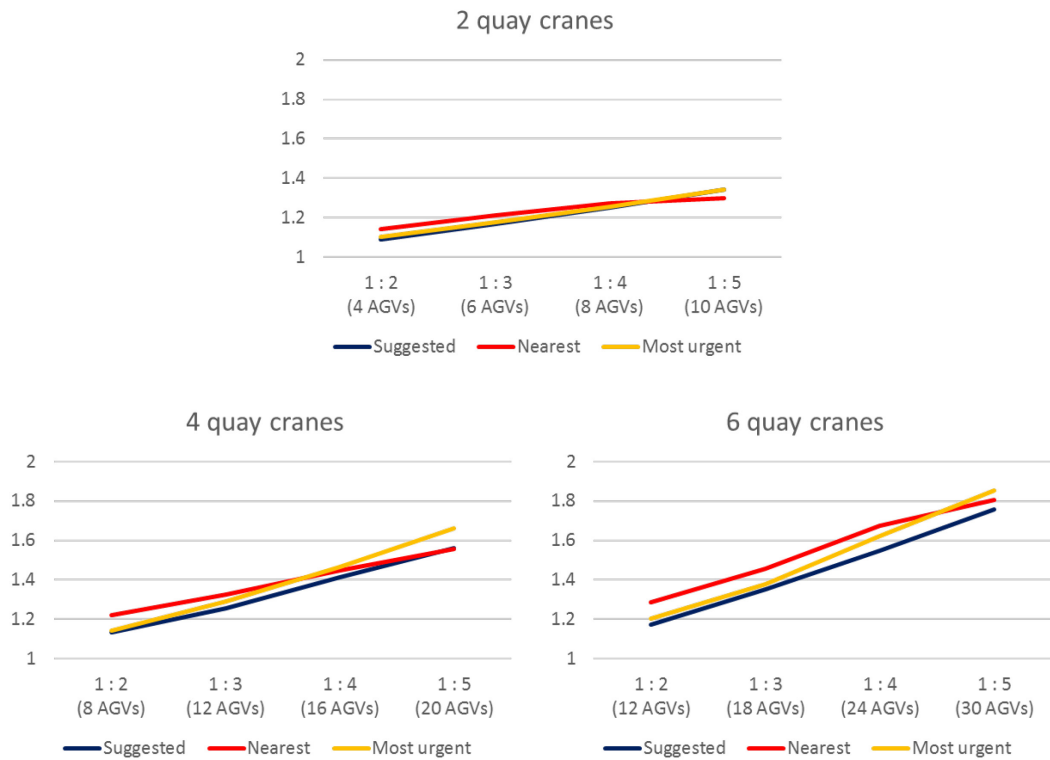 2 quay cranes
2
1.8
1.6
1.4
1.2
1
1 : 2 1 : 3 1 : 4 1 : 5
(4 AGVs) (6 AGVs) (8 AGVs) (10 AGVs)
Suggested Nearest Most urgent
4 quay cranes
2
1.8
1.6
1.4
1.2
1
1 : 2 1 : 3 1 : 4 1 : 5
(8 AGVs) (12 AGVs) (16 AGVs) (20 AGVs)
Suggested Nearest Most urgent
6 quay cranes
2
1.8
1.6
1.4
1.2
1
1 : 2 1 : 3 1 : 4 1 : 5
(12 AGVs) (18 AGVs) (24 AGVs) (30 AGVs)
Suggested Nearest Most urgent